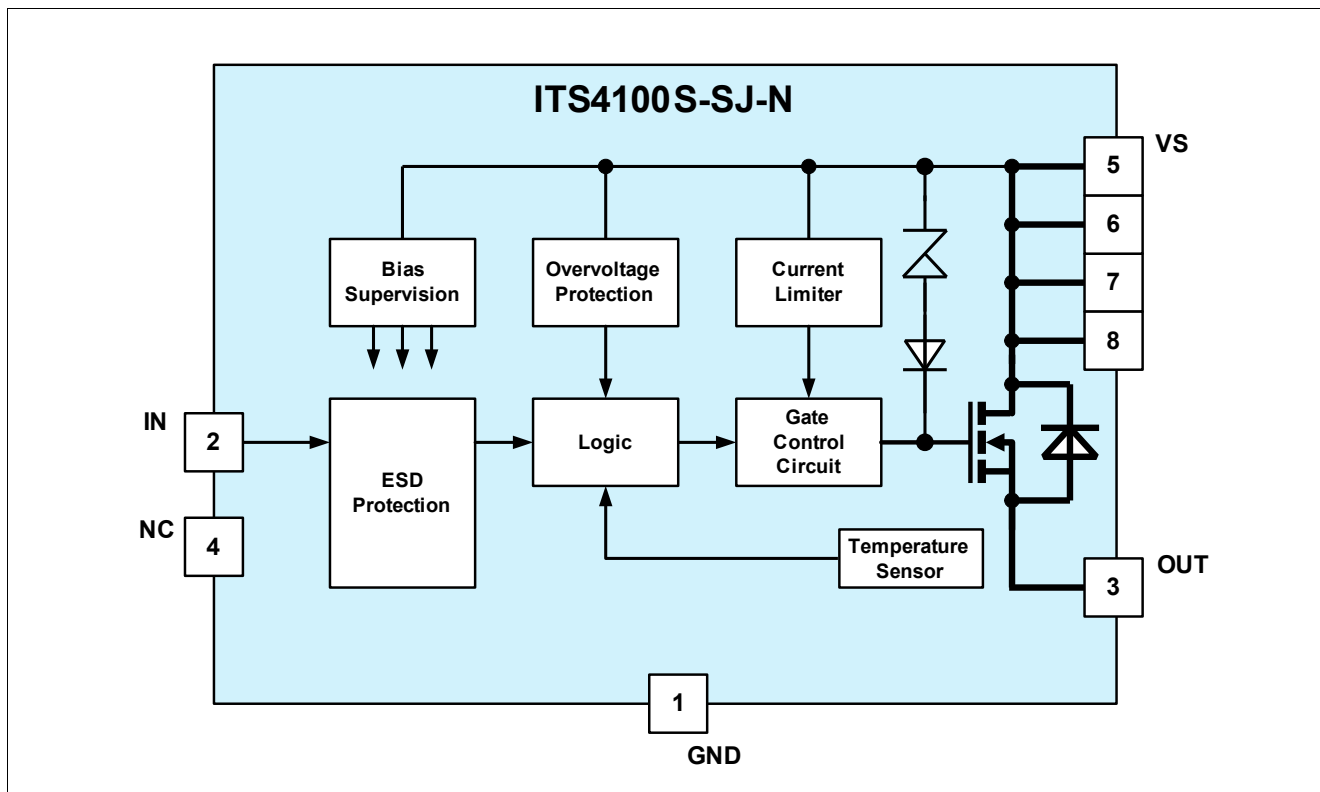 ITS4100S-SJ-N
VS
5
6
7
8
Bias
Supervision
Overvoltage
Protection
Current
Limiter
IN
2
NC
4
ESD
Protection
Logic
Gate
Control
Circuit
Temperature
Sensor
OUT
3
1
GND